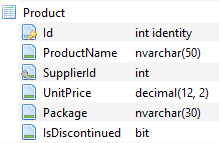 Product
Id int identity
ProductName nvarchar(50)
SupplierId int
UnitPrice decimal(12, 2)
Package nvarchar(30)
IsDiscontinued bit